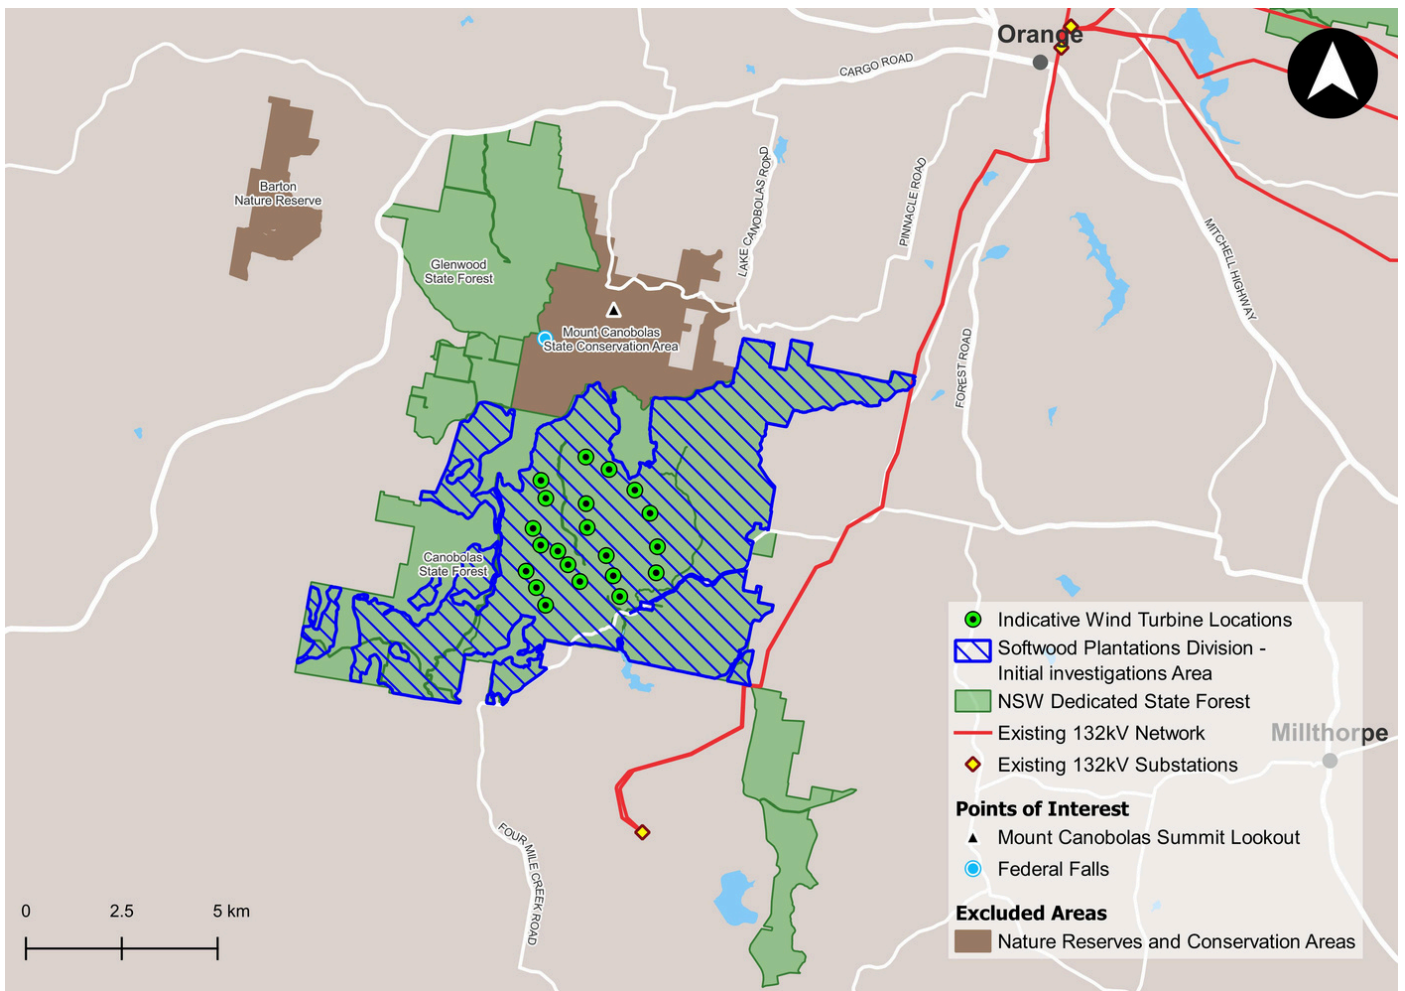 Orange
CARGO ROAD
Barton
Nature Reserve
LAKE CANOBOLAS ROAD
PINNACLE ROAD
MITCHELL HIGHWAY
Glenwood
State Forest
Mount Canobolas
State Conservation Area
FOREST ROAD
Canobolas
State Forest
FOUR MILE CREEK ROAD
Millthorpe
Indicative Wind Turbine Locations
Softwood Plantations Division -
Initial investigations Area
NSW Dedicated State Forest
Existing 132kV Network
Existing 132kV Substations
Points of Interest
Mount Canobolas Summit Lookout
Federal Falls
Excluded Areas
Nature Reserves and Conservation Areas
0 2.5 5 km